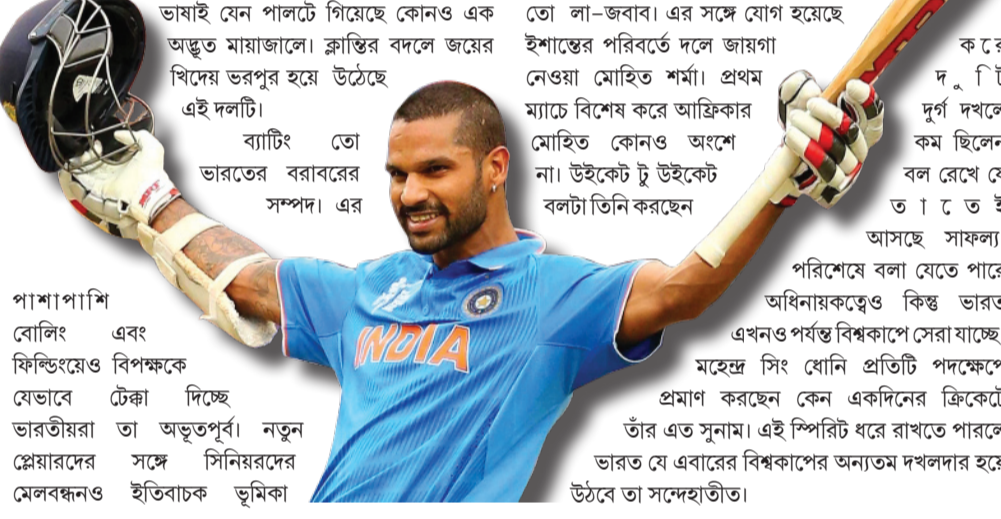 ভাষাই যেন পালটে গিয়েছে কোনও এক
অদ্ভূত মায়াজালে। ক্লান্তির বদলে জয়ের
খিদেয় ভরপুর হয়ে উঠেছে
এই দলটি।
ব্যাটিং তো
ভারতের বরাবরের
সম্পদ। এর
পাশাপাশি
বোলিং এবং
ফিল্ডিংয়েও বিপক্ষকে
যেভাবে টেক্কা দিচ্ছে
ভারতীয়রা তা অভূতপূর্ব। নতুন
প্লেয়ারদের সঙ্গে সিনিয়রদের
মেলবন্ধনও ইতিবাচক ভূমিকা
INDIA
তো লা-জবাব। এর সঙ্গে যোগ হয়েছে
ইশান্তের পরিবর্তে দলে জায়গা
নেওয়া মোহিত শর্মা। প্রথম
ম্যাচে বিশেষ করে আফ্রিকার
মোহিত কোনও অংশে
না। উইকেট টু উইকেট
বলটা তিনি করছেন
করে
দুর্গ দখলে
কম ছিলেন
বল রেখে
তাতেই
আসছে সাফল্য
পরিশেষে বলা যেতে পারে
অধিনায়কত্বেও কিন্তু ভারত
এখনও পর্যন্ত বিশ্বকাপে সেরা যাচ্ছে
মহেন্দ্র সিং ধোনি প্রতিটি পদক্ষেপে
প্রমাণ করছেন কেন একদিনের ক্রিকেটে
তাঁর এত সুনাম। এই স্পিরিট ধরে রাখতে পারলে
ভারত যে এবারের বিশ্বকাপের অন্যতম দখলদার হয়ে
উঠবে তা সন্দেহাতীত।